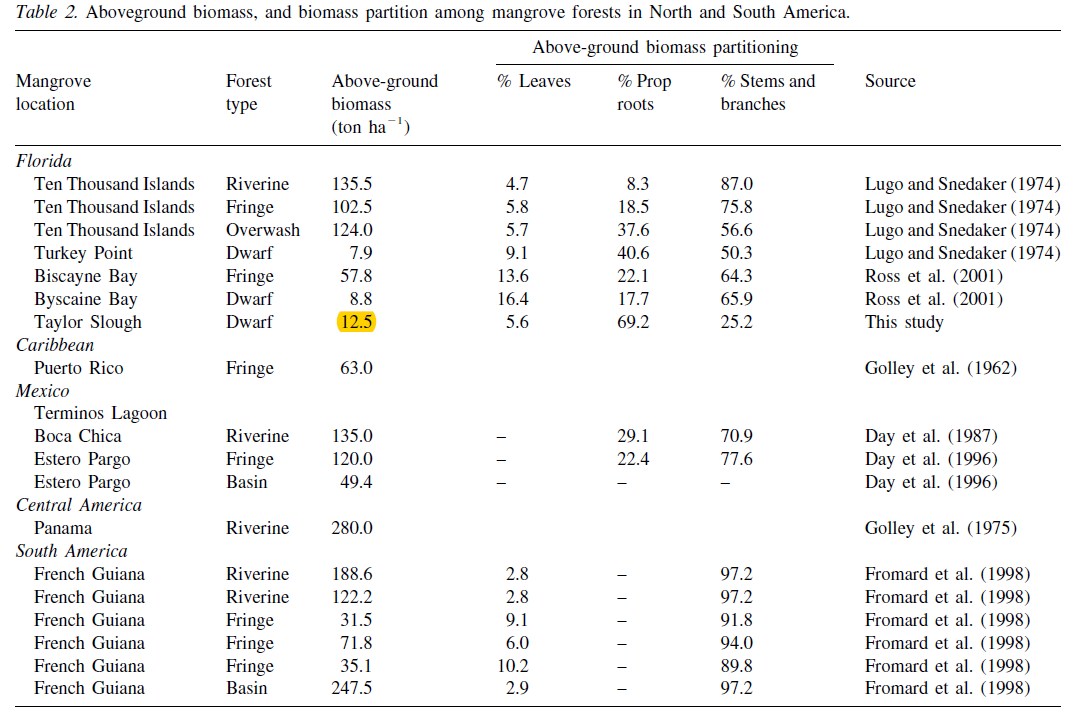 Table 2. Aboveground biomass, and biomass partition among mangrove forests in North and South America.
Above-ground biomass partitioning
Mangrove location Forest type Above-ground biomass (ton ha⁻¹) % Leaves % Prop roots % Stems and branches Source
Florida
Ten Thousand Islands Riverine 135.5 4.7 8.3 87.0 Lugo and Snedaker (1974)
Ten Thousand Islands Fringe 102.5 5.8 18.5 75.8 Lugo and Snedaker (1974)
Ten Thousand Islands Overwash 124.0 5.7 37.6 56.6 Lugo and Snedaker (1974)
Turkey Point Dwarf 7.9 9.1 40.6 50.3 Lugo and Snedaker (1974)
Biscayne Bay Fringe 57.8 13.6 22.1 64.3 Ross et al. (2001)
Byscaine Bay Dwarf 8.8 16.4 17.7 65.9 Ross et al. (2001)
Taylor Slough Dwarf 12.5 5.6 69.2 25.2 This study
Caribbean
Puerto Rico Fringe 63.0 Golley et al. (1962)
Mexico
Terminos Lagoon
Boca Chica Riverine 135.0 – 29.1 70.9 Day et al. (1987)
Estero Pargo Fringe 120.0 – 22.4 77.6 Day et al. (1996)
Estero Pargo Basin 49.4 – – – Day et al. (1996)
Central America
Panama Riverine 280.0 Golley et al. (1975)
South America
French Guiana Riverine 188.6 2.8 – 97.2 Fromard et al. (1998)
French Guiana Riverine 122.2 2.8 – 97.2 Fromard et al. (1998)
French Guiana Fringe 31.5 9.1 – 91.8 Fromard et al. (1998)
French Guiana Fringe 71.8 6.0 – 94.0 Fromard et al. (1998)
French Guiana Fringe 35.1 10.2 – 89.8 Fromard et al. (1998)
French Guiana Basin 247.5 2.9 – 97.2 Fromard et al. (1998)